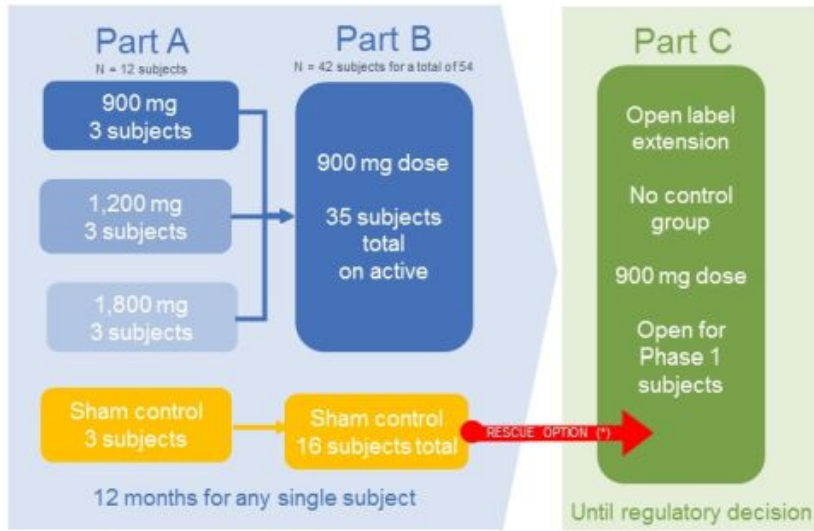 Part A
N = 12 subjects
900 mg
3 subjects
1,200 mg
3 subjects
1,800 mg
3 subjects
Sham control
3 subjects
Part B
N = 42 subjects for a total of 54
900 mg dose
35 subjects
total
on active
Sham control
16 subjects total
12 months for any single subject
RESCUE OPTION (*)
Part C
Open label
extension
No control
group
900 mg dose
Open for
Phase 1
subjects
Until regulatory decision